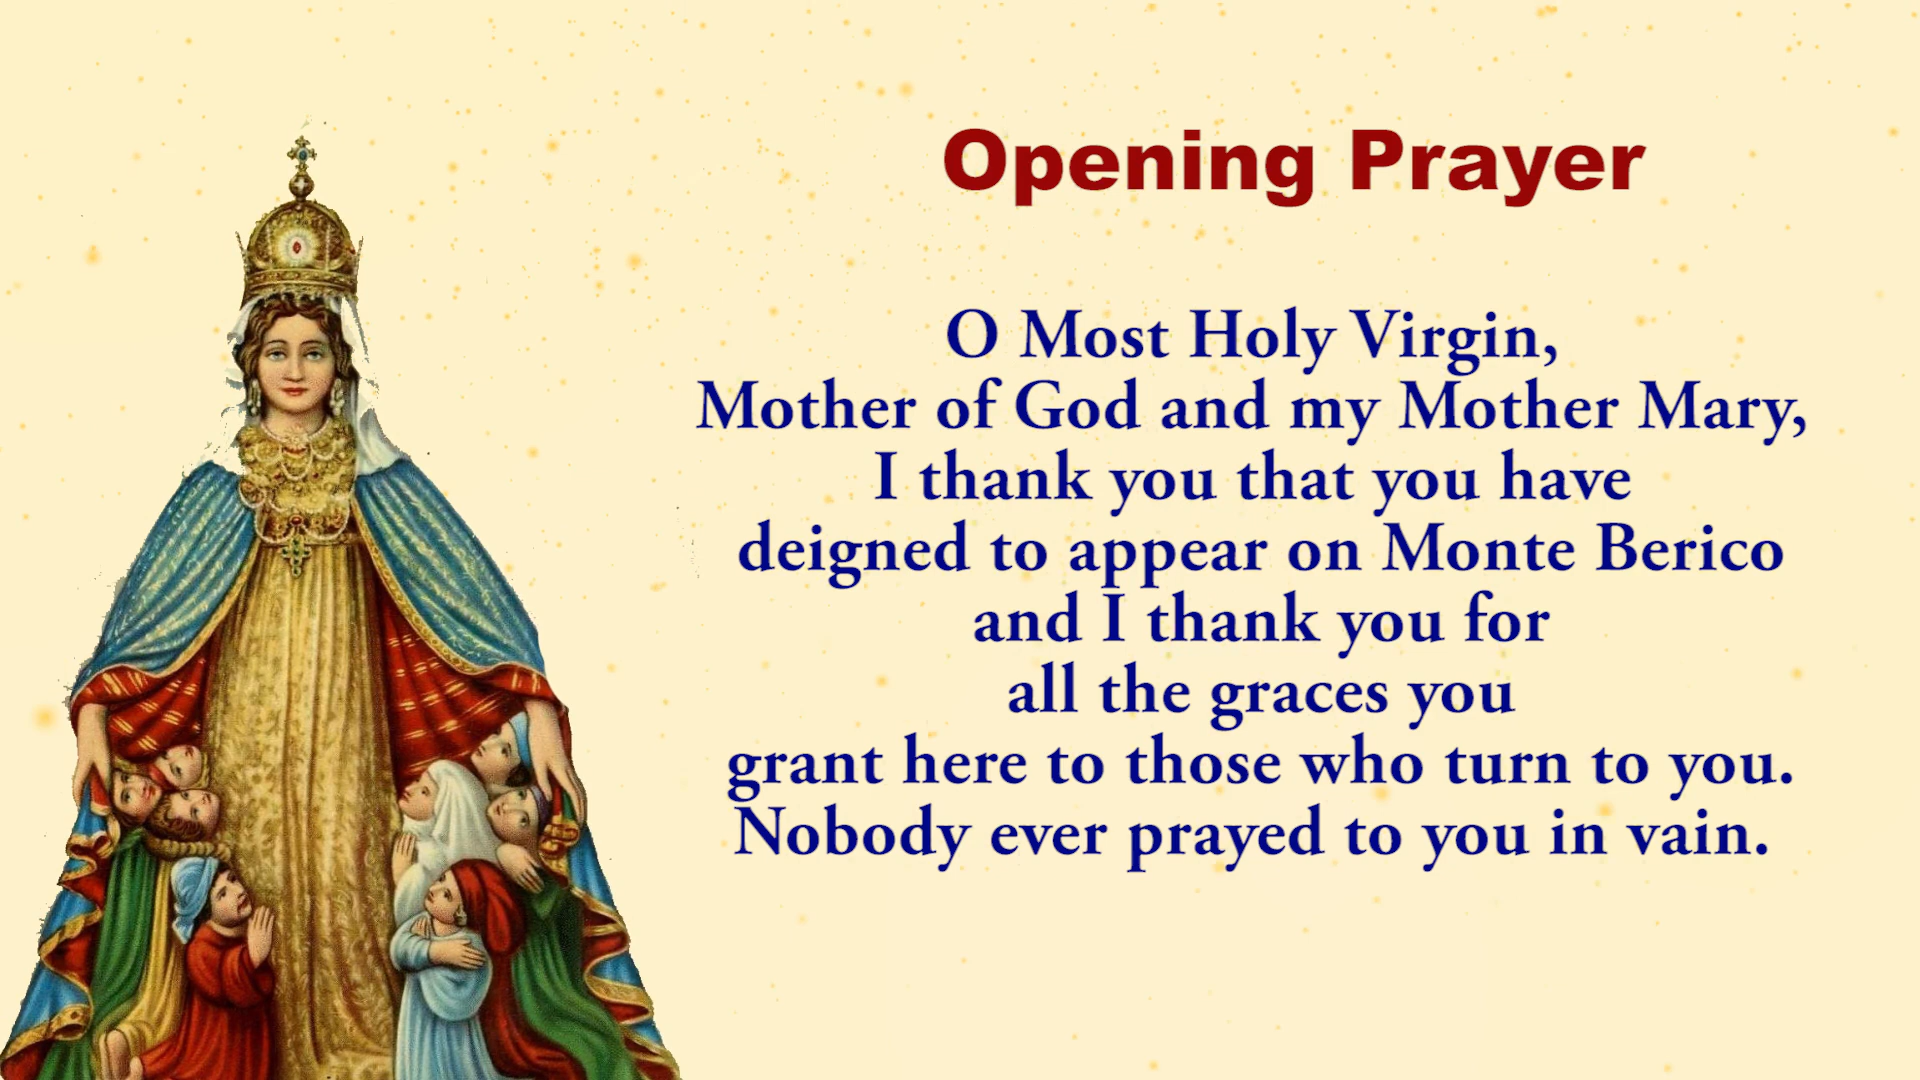 Opening Prayer
O Most Holy Virgin,
Mother of God and my Mother Mary,
I thank you that you have
deigned to appear on Monte Berico
and I thank you for
all the graces you
grant here to those who turn to you.
Nobody ever prayed to you in vain.